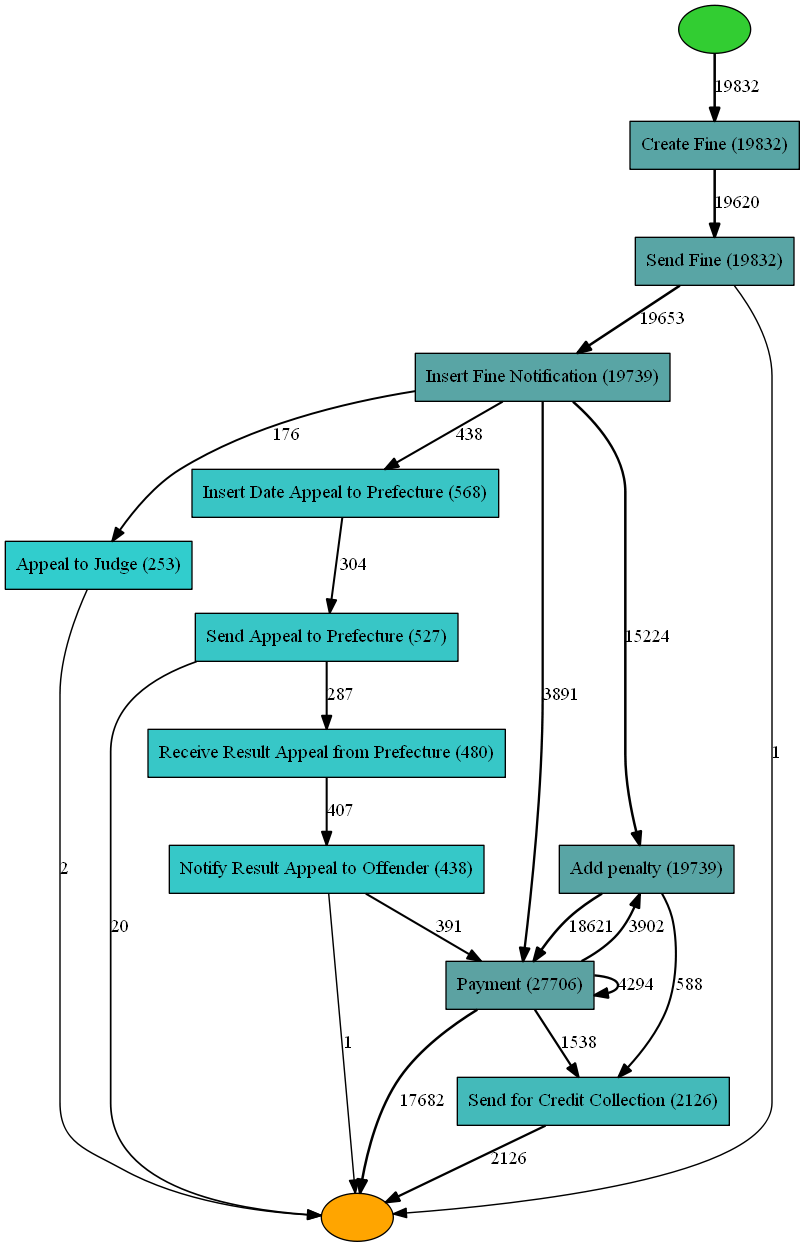 19832
Create Fine (19832)
19620
Send Fine (19832)
19653
Insert Fine Notification (19739)
176
438
Insert Date Appeal to Prefecture (568)
Appeal to Judge (253)
304
Send Appeal to Prefecture (527)
15224
287
3891
Receive Result Appeal from Prefecture (480)
1
407
Notify Result Appeal to Offender (438)
Add penalty (19739)
2
20
391
18621
3902
Payment (27706)
4294
588
1
1538
17682
Send for Credit Collection (2126)
2126